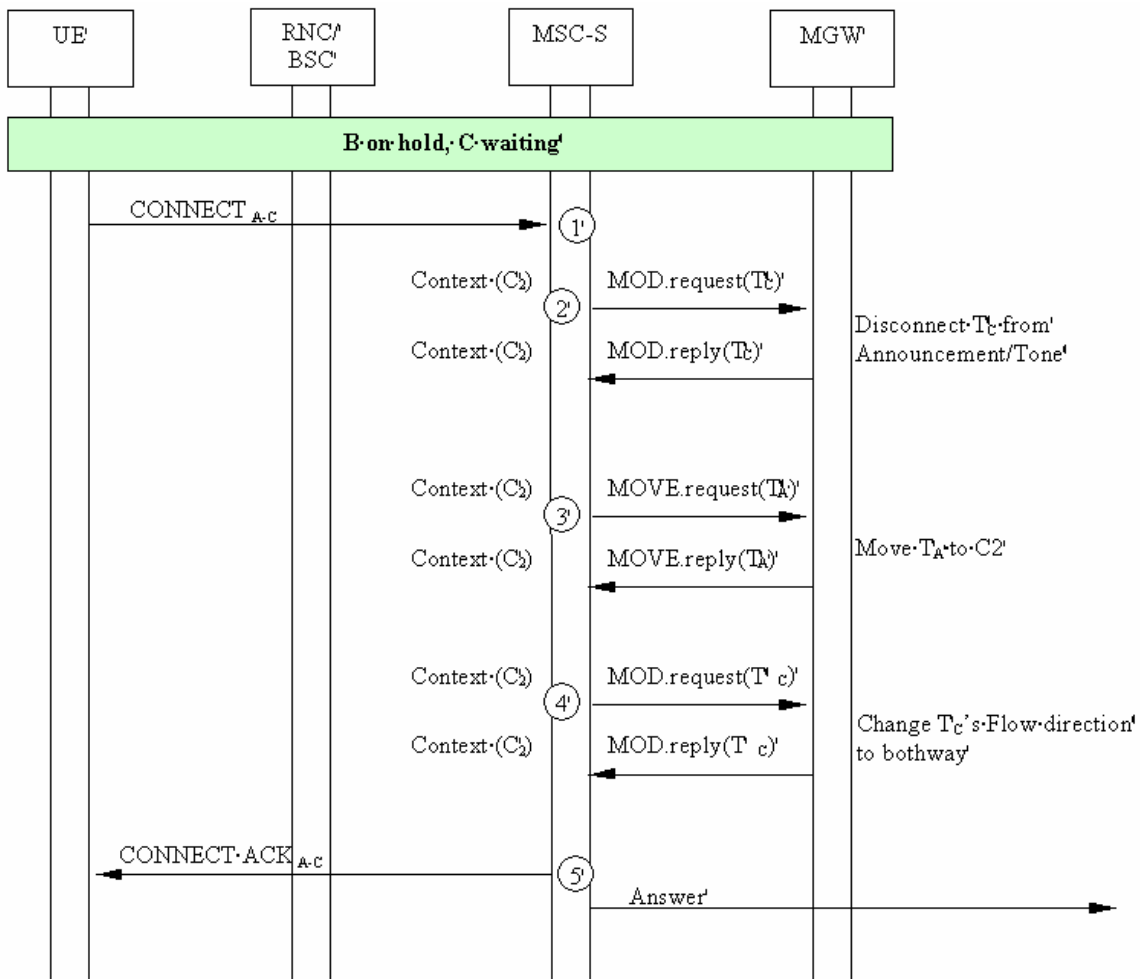 UE
RNC/
BSC
MSC-S
MGW
B on hold, C waiting
CONNECT A-C
1
Context (C2)
MOD.request(TC)
2
Disconnect TC from
Announcement/Tone
Context (C2)
MOD.reply(TC)
Context (C2)
MOVE.request(TA)
3
Move TA to C2
Context (C2)
MOVE.reply(TA)
Context (C2)
MOD.request(T C)
4
Change TC's Flow direction
to bothway
Context (C2)
MOD.reply(T C)
CONNECT ACK A-C
5
Answer